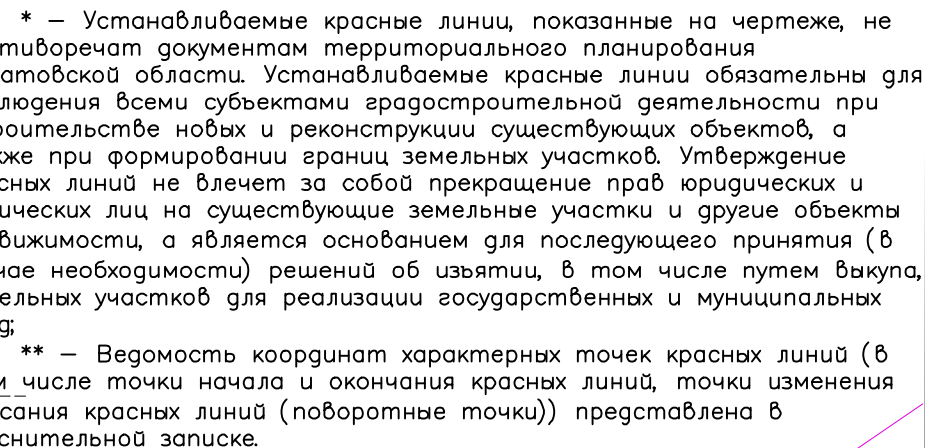 * – Устанавливаемые красные линии, показанные на чертеже, не
тиворечат документам территориального планирования
атовской области. Устанавливаемые красные линии обязательны для
людения всеми субъектами градостроительной деятельности при
роительстве новых и реконструкции существующих объектов, а
кже при формировании границ земельных участков. Утверждение
сных линий не влечет за собой прекращение прав юридических и
ических лиц на существующие земельные участки и другие объекты
вижимости, а является основанием для последующего принятия (в
чае необходимости) решений об изъятии, в том числе путем выкупа,
ельных участков для реализации государственных и муниципальных
д;
** – Ведомость координат характерных точек красных линий (в
м числе точки начала и окончания красных линий, точки изменения
сания красных линий (поворотные точки)) представлена в
снительной записке.